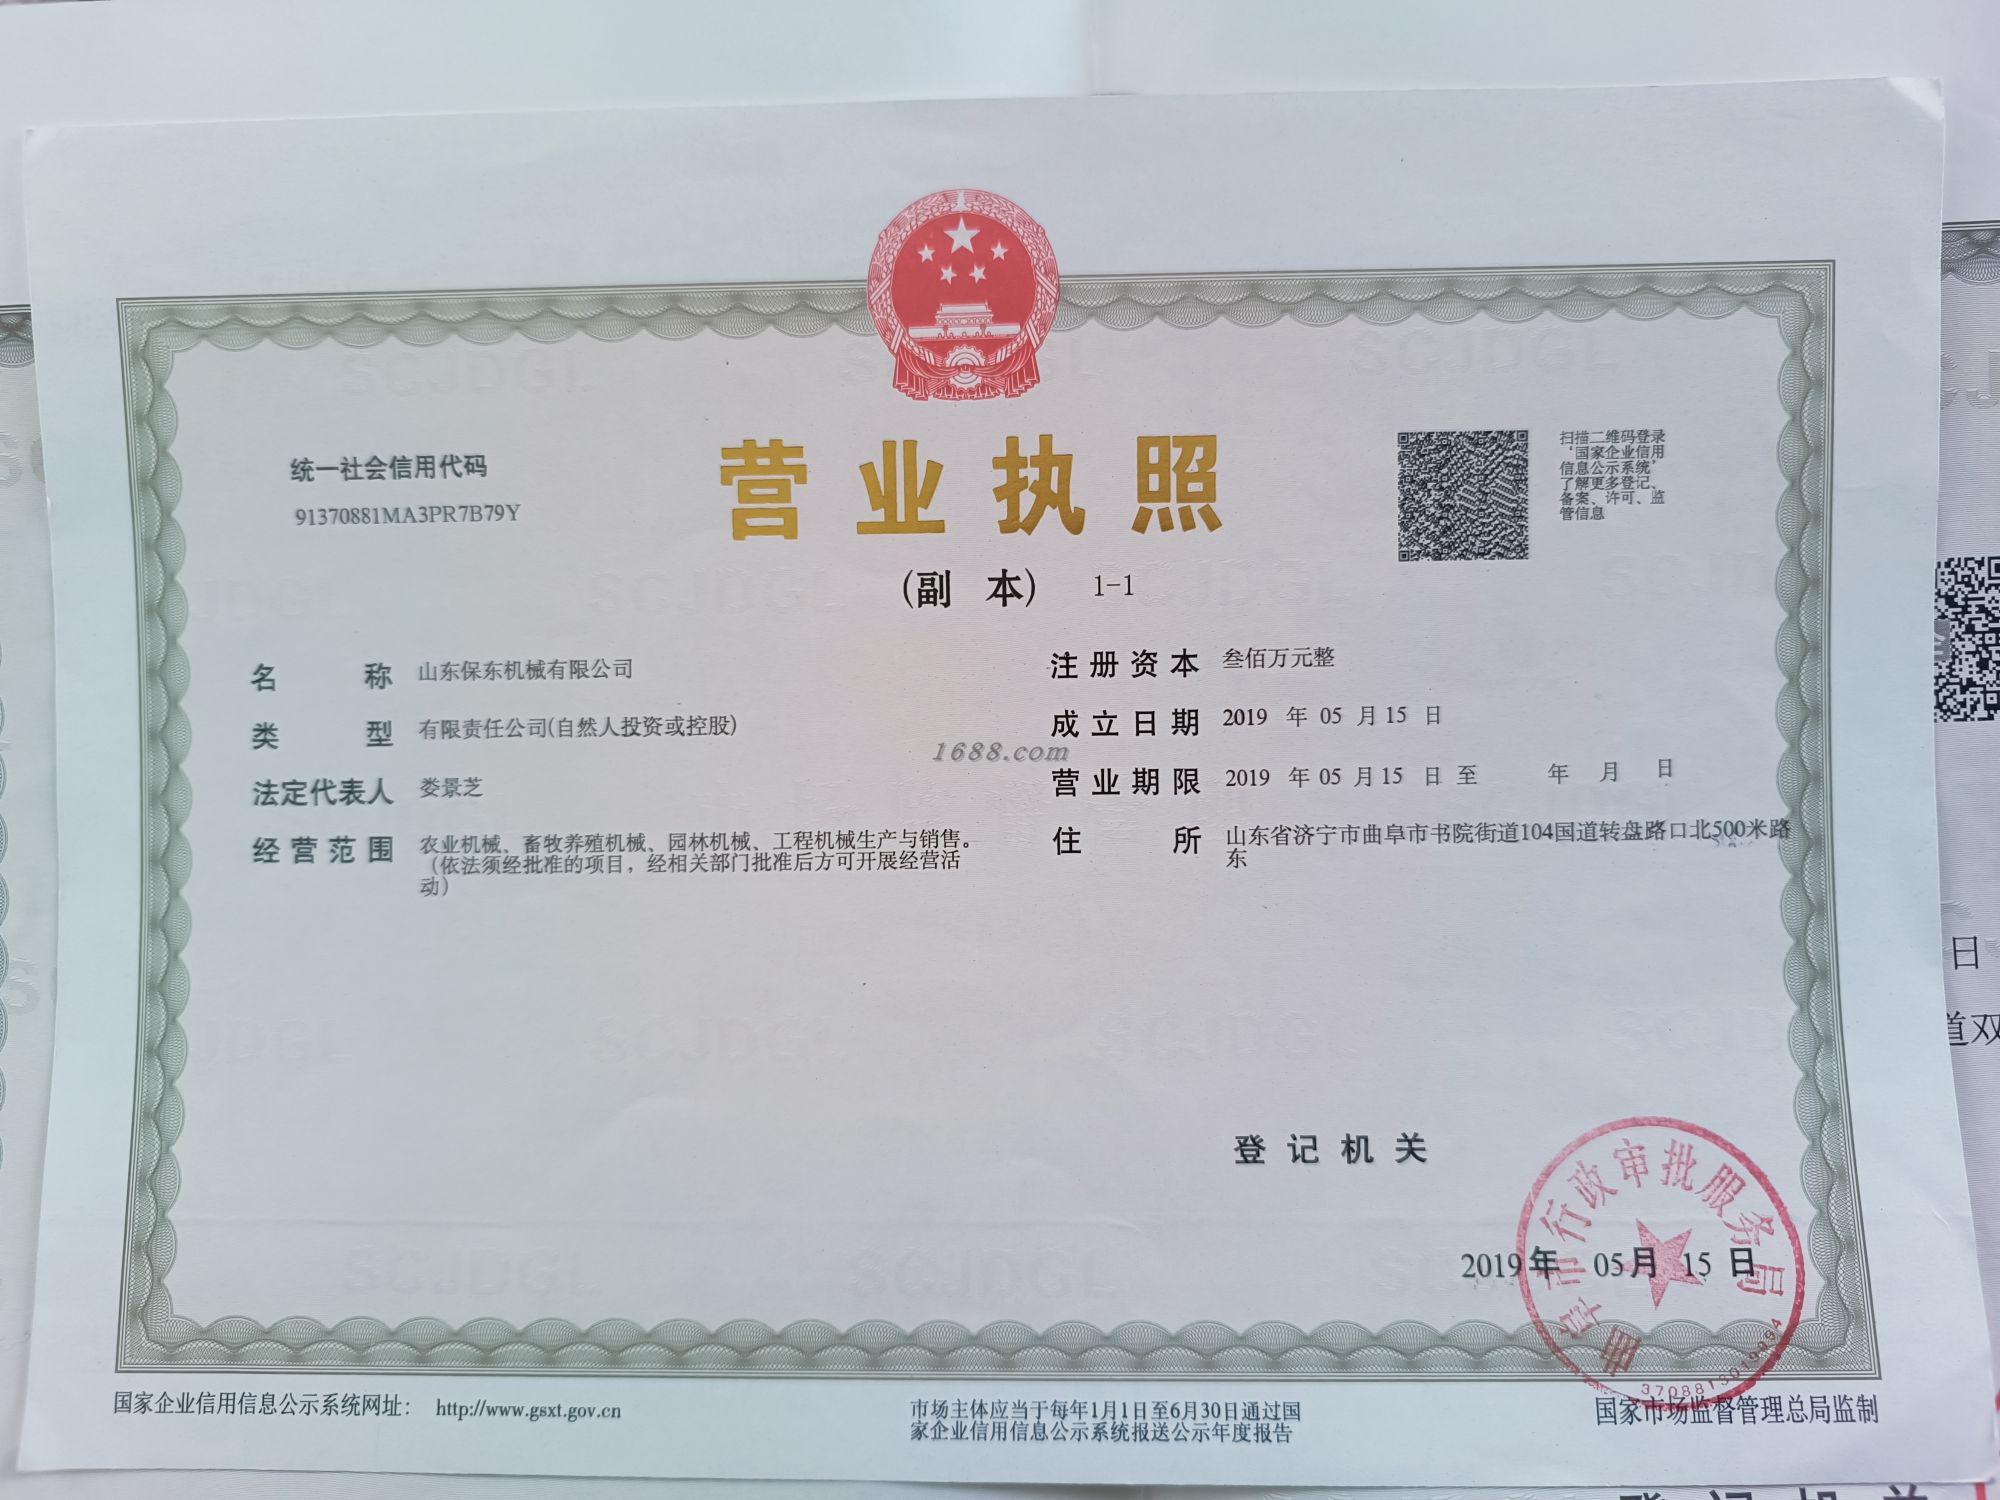 统一社会信用代码
91370881MA3PR7B79Y
营业执照
(副 本) 1-1
扫描二维码登录
‘国家企业信用
信息公示系统’
了解更多登记、
备案、许可、监
管信息
名 称 山东保东机械有限公司
类 型 有限责任公司(自然人投资或控股)
法定代表人 娄景芝
经营范围 农业机械、畜牧养殖机械、园林机械、工程机械生产与销售。
（依法须经批准的项目，经相关部门批准后方可开展经营活
动）
注册资本 叁佰万元整
成立日期 2019 年 05 月 15 日
营业期限 2019 年 05 月 15 日 至 年 月 日
住 所 山东省济宁市曲阜市书院街道104国道转盘路口北500米路
东
1688.com
登记机关
曲阜市行政审批服务局
2019年 05月 15日
国家企业信用信息公示系统网址： http://www.gsxt.gov.cn
市场主体应当于每年1月1日至6月30日通过国
家企业信用信息公示系统报送公示年度报告
国家市场监督管理总局监制
日
道双